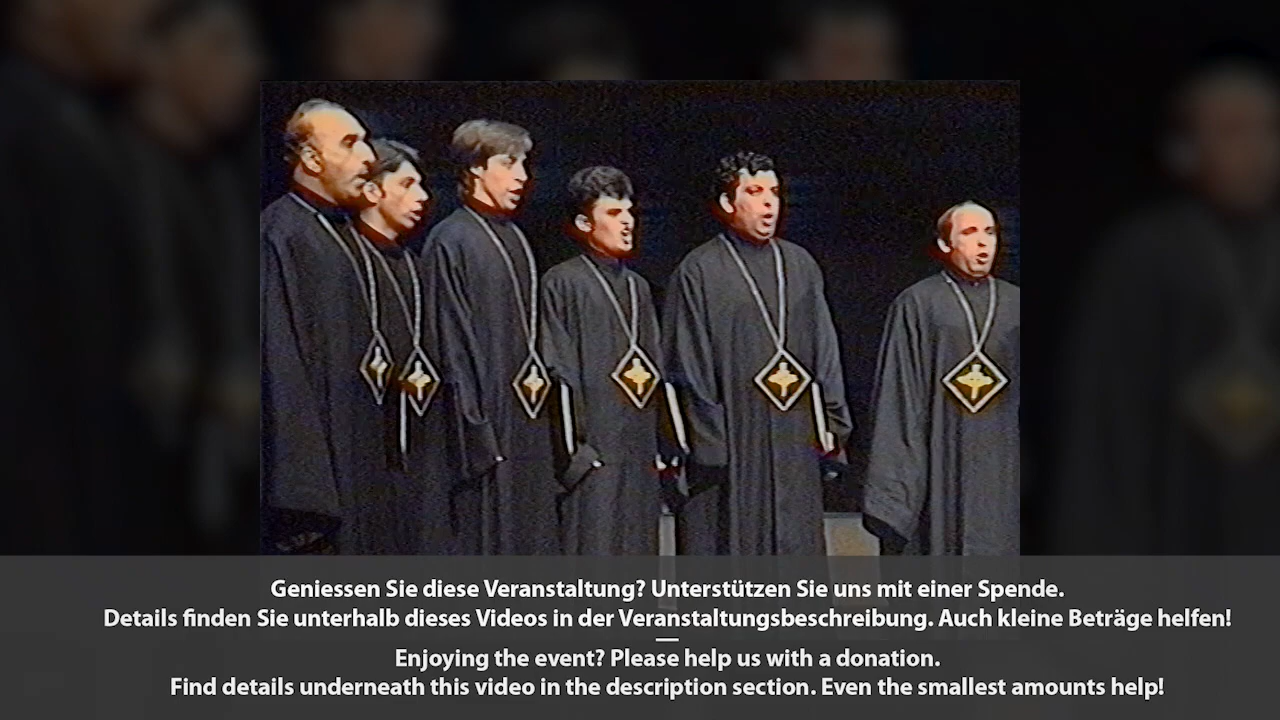 Geniessen Sie diese Veranstaltung? Unterstützen Sie uns mit einer Spende.
Details finden Sie unterhalb dieses Videos in der Veranstaltungsbeschreibung. Auch kleine Beträge helfen!
—
Enjoying the event? Please help us with a donation.
Find details underneath this video in the description section. Even the smallest amounts help!